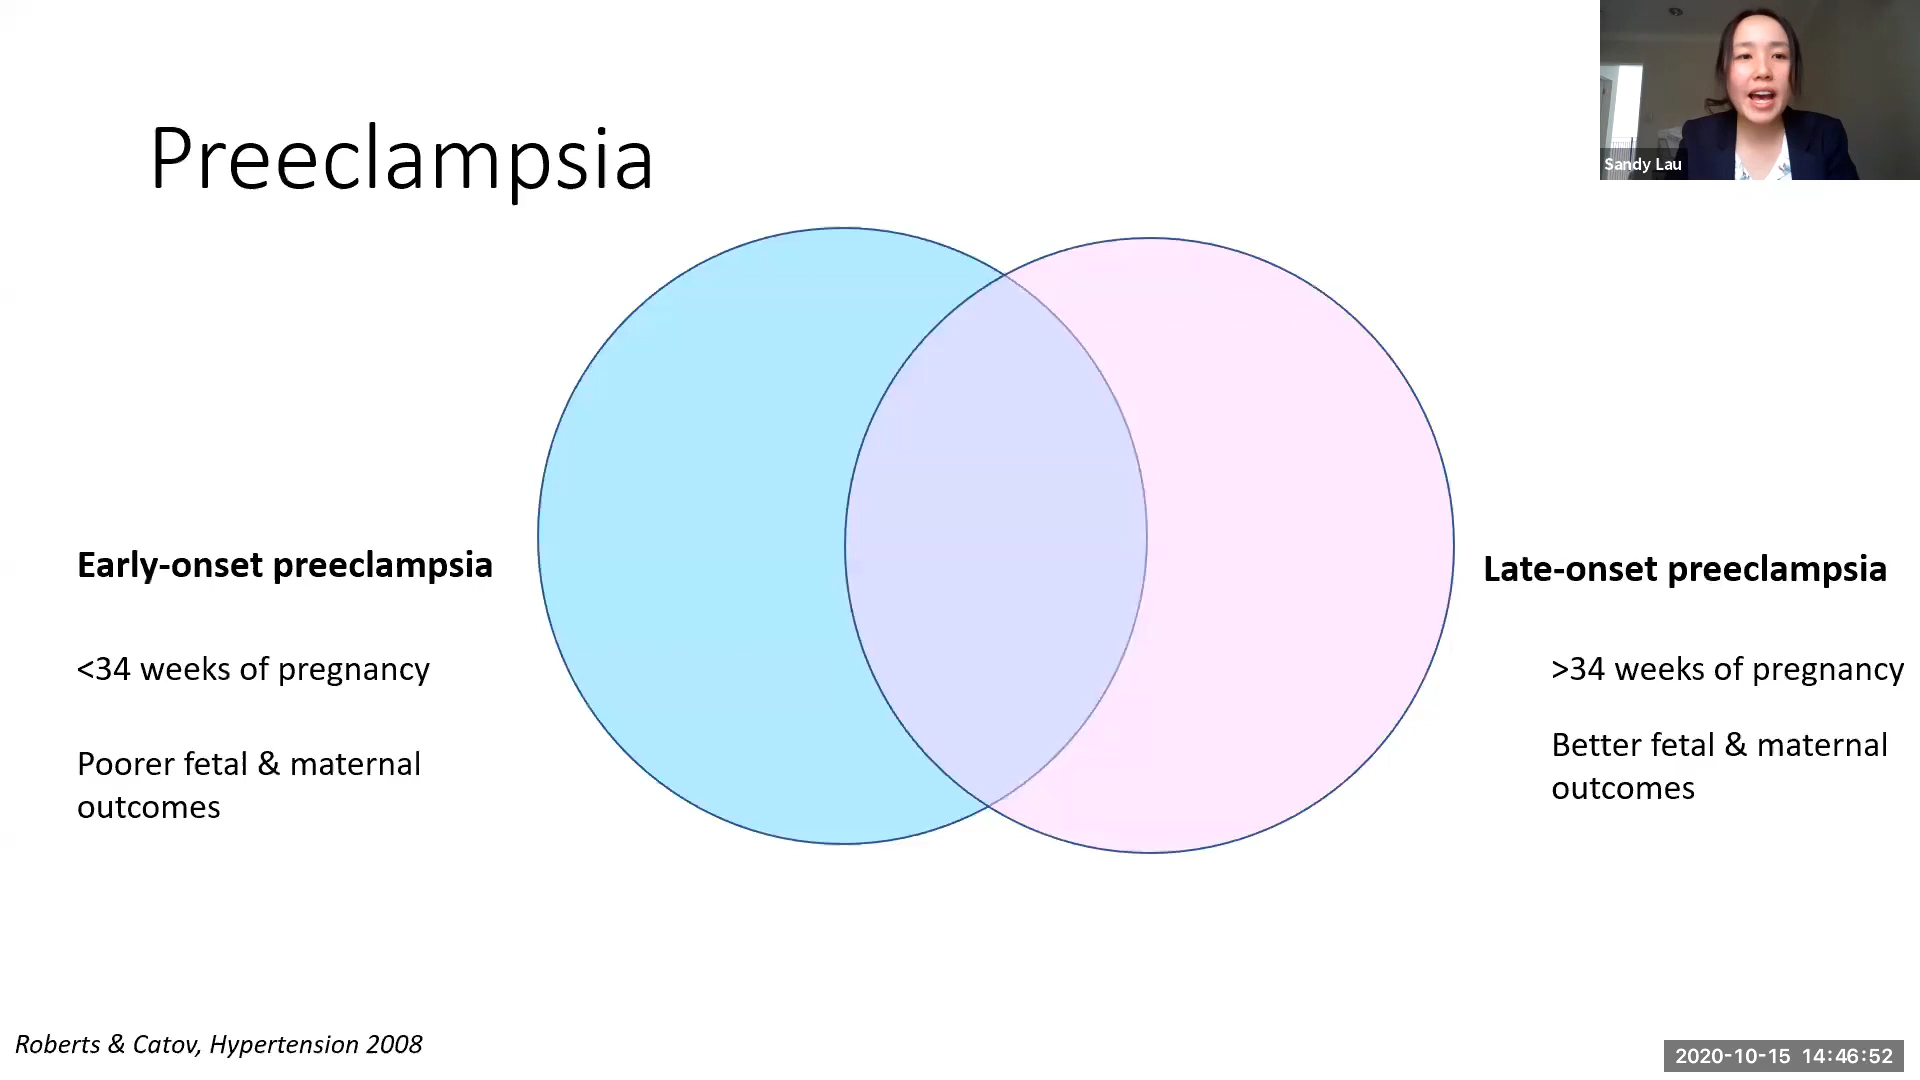 Preeclampsia
Sandy Lau
Early-onset preeclampsia
<34 weeks of pregnancy
Poorer fetal & maternal
outcomes
Late-onset preeclampsia
>34 weeks of pregnancy
Better fetal & maternal
outcomes
Roberts & Catov, Hypertension 2008
2020-10-15 14:46:52